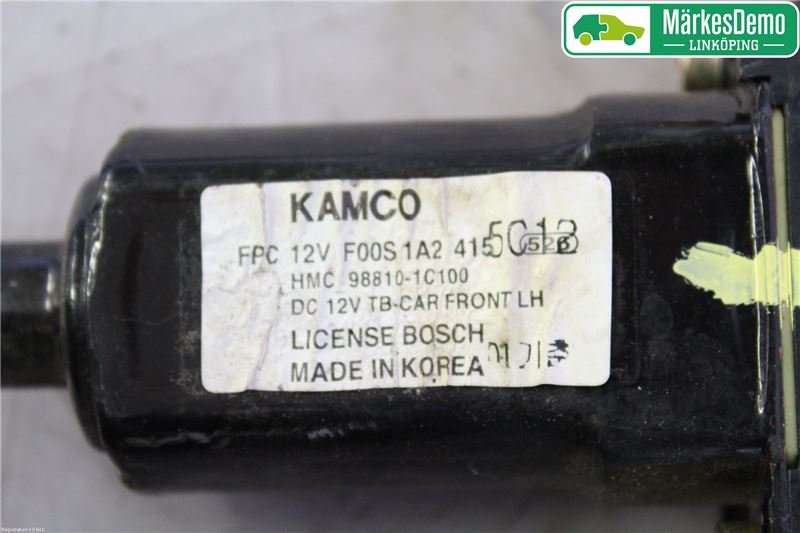 MärkesDemo
LINKÖPING
KAMCO
FPC 12V F00S 1A2 415 5C13
HMC 98810-1C100
DC 12V TB-CAR FRONT LH
LICENSE BOSCH
MADE IN KOREA